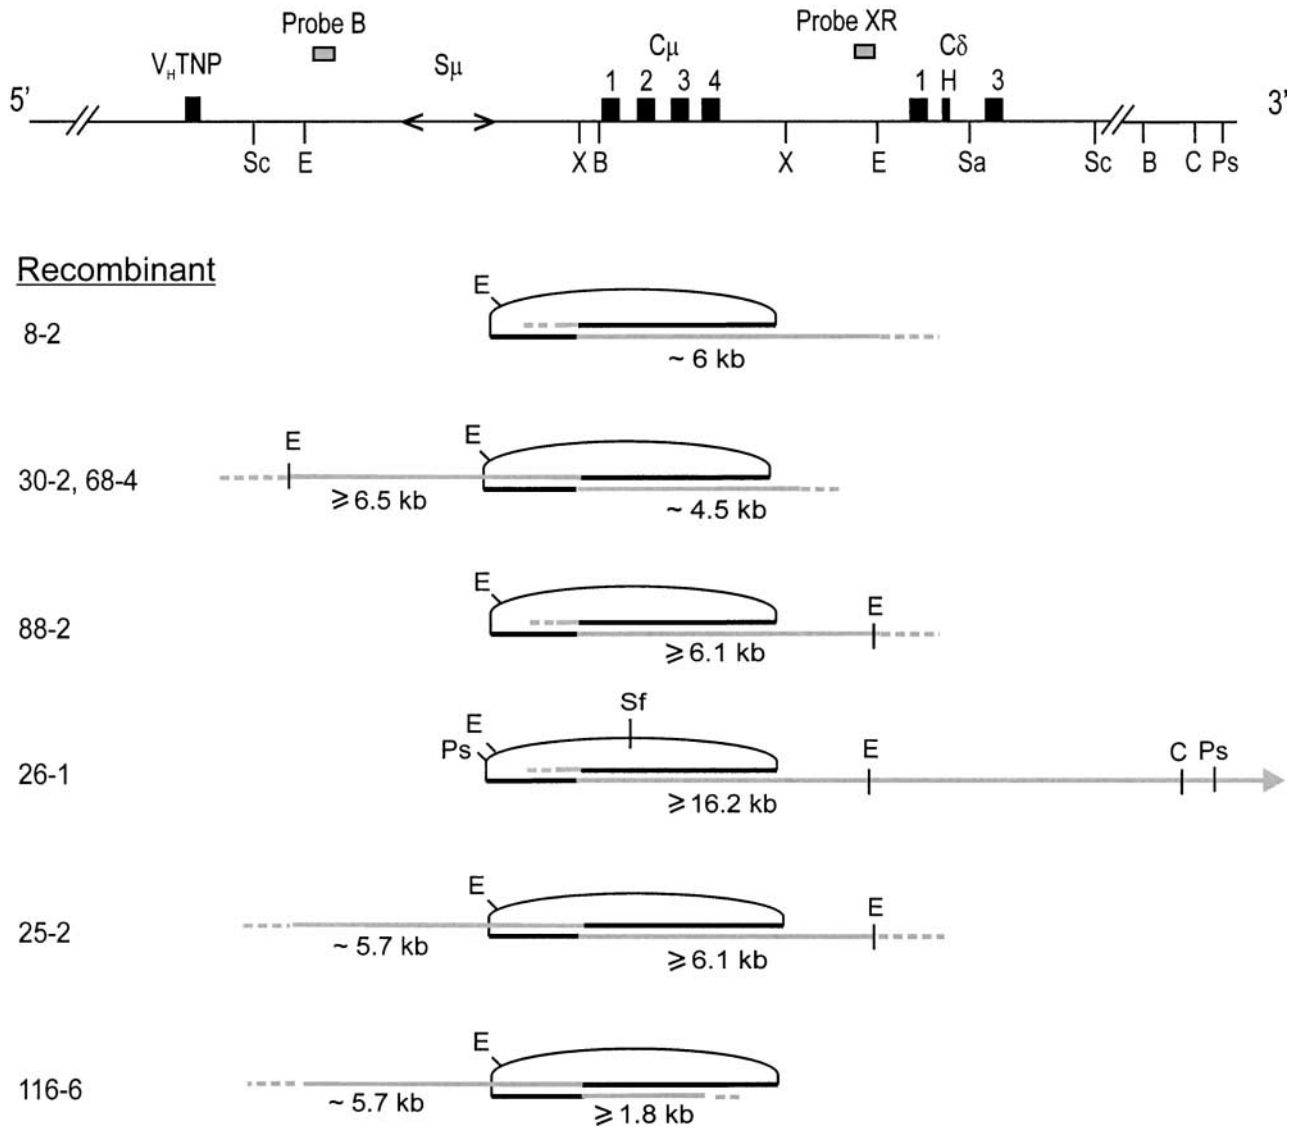 Probe B
Probe XR
V_H TNP
Sμ
Cμ
Cδ
1 2 3 4
1 H 3
5'
3'
Sc E X B X E Sa Sc B C Ps
Recombinant
8-2
E
~ 6 kb
30-2, 68-4
E E
⩾ 6.5 kb
~ 4.5 kb
88-2
E E
⩾ 6.1 kb
26-1
Sf
E
Ps
E C Ps
⩾ 16.2 kb
25-2
E E
~ 5.7 kb
⩾ 6.1 kb
116-6
E
~ 5.7 kb
⩾ 1.8 kb